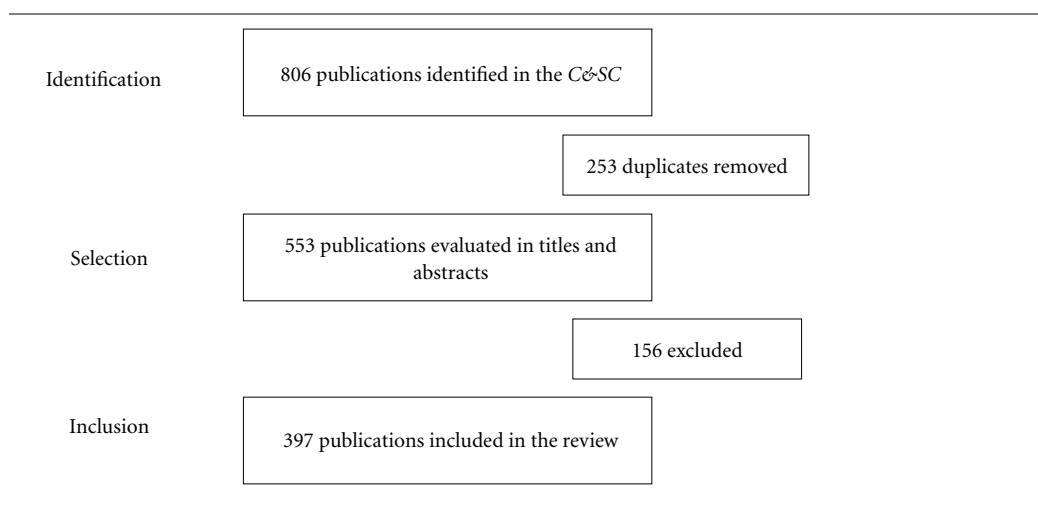 Identification
806 publications identified in the C&SC
253 duplicates removed
Selection
553 publications evaluated in titles and
abstracts
156 excluded
Inclusion
397 publications included in the review